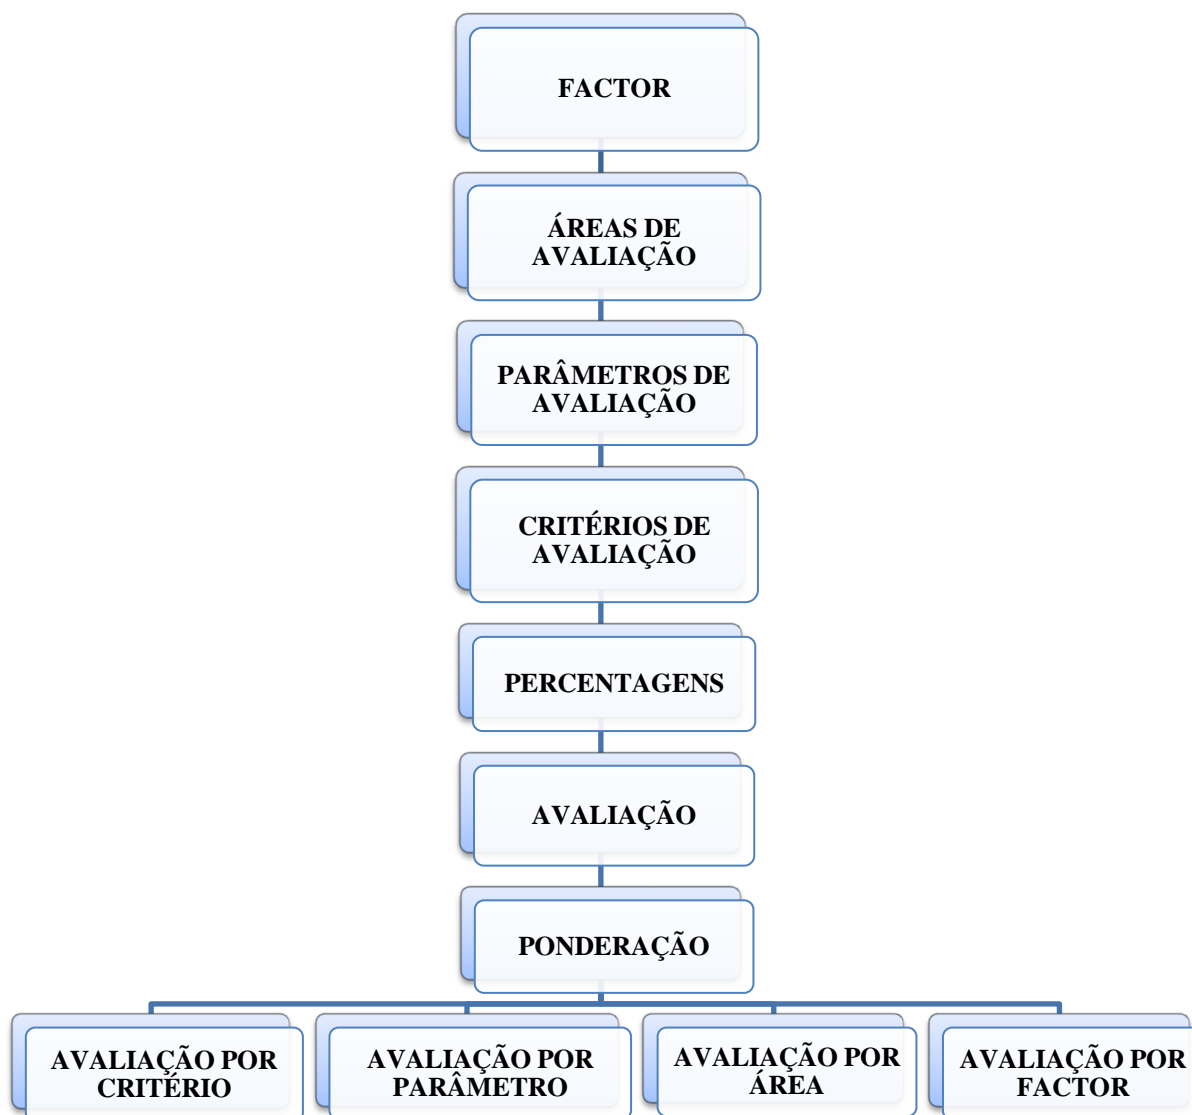 FACTOR
ÁREAS DE
AVALIAÇÃO
PARÂMETROS DE
AVALIAÇÃO
CRITÉRIOS DE
AVALIAÇÃO
PERCENTAGENS
AVALIAÇÃO
PONDERAÇÃO
AVALIAÇÃO POR
CRITÉRIO
AVALIAÇÃO POR
PARÂMETRO
AVALIAÇÃO POR
ÁREA
AVALIAÇÃO POR
FACTOR